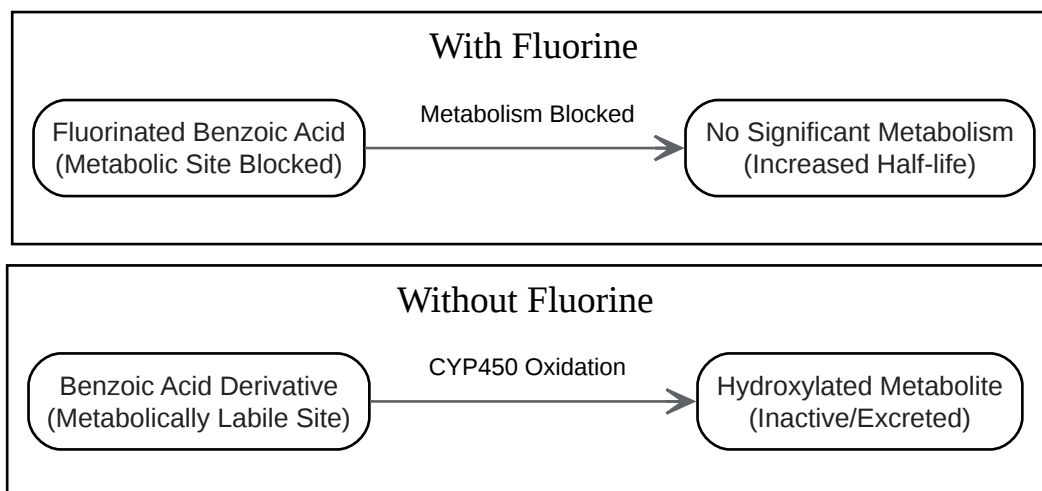 With Fluorine
Fluorinated Benzoic Acid
(Metabolic Site Blocked)
Metabolism Blocked
No Significant Metabolism
(Increased Half-life)
Without Fluorine
Benzoic Acid Derivative
(Metabolically Labile Site)
CYP450 Oxidation
Hydroxylated Metabolite
(Inactive/Excreted)